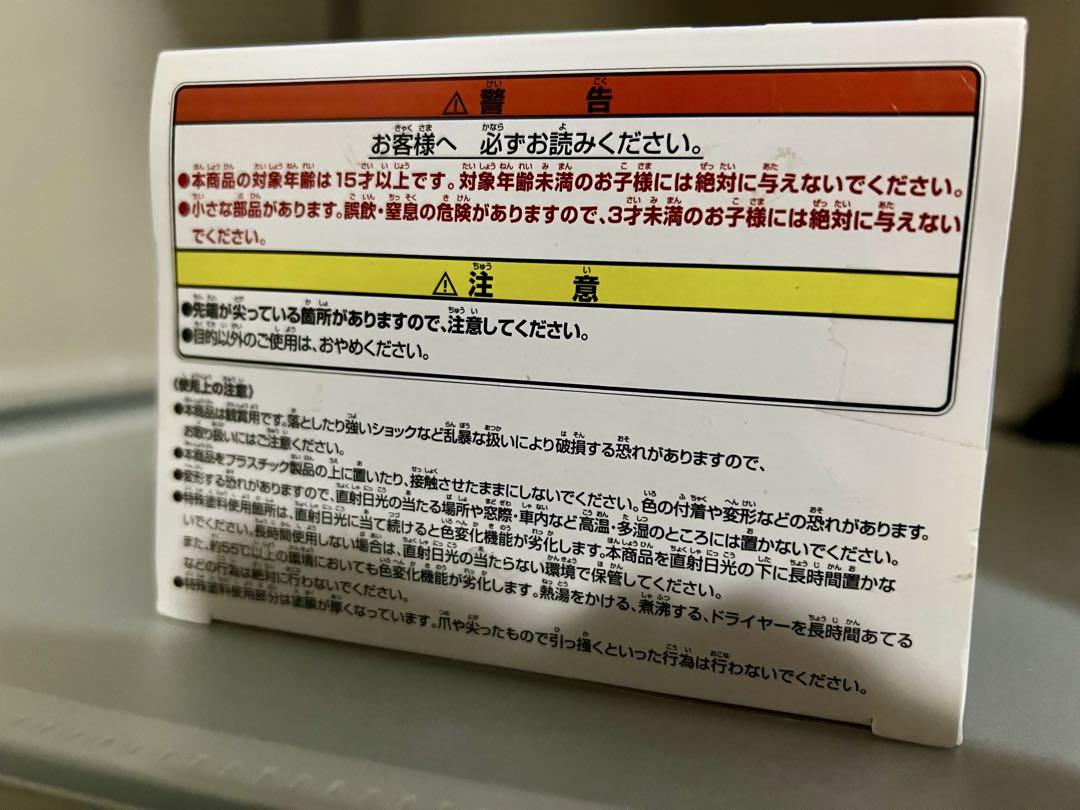 ⚠警告
お客様へ 必ずお読みください。
●本商品の対象年齢は15才以上です。対象年齢未満のお子様には絶対に与えないでください。
●小さな部品があります。誤飲・窒息の危険がありますので、3才未満のお子様には絶対に与えない
でください。
⚠注意
●先端が尖っている箇所がありますので、注意してください。
●目的以外のご使用は、おやめください。
《使用上の注意》
●本商品は観賞用です。落としたり強いショックなど乱暴な扱いにより破損する恐れがありますので、
お取り扱いにはご注意ください。
●本商品をプラスチック製品の上に置いたり、接触させたままにしないでください。色の付着や変形などの恐れがあります。
●変形する恐れがありますので、直射日光の当たる場所や窓際・車内など高温・多湿のところには置かないでください。
●特殊塗料使用箇所は、直射日光に当て続けると色変化機能が劣化します。本商品を直射日光の下に長時間置かな
いでください。長時間使用しない場合は、直射日光の当たらない環境で保管してください。
また、約55℃以上の環境においても色変化機能が劣化します。熱湯をかける、煮沸する、ドライヤーを長時間あてる
などの行為は絶対に行わないでください。
●特殊塗料使用部分は塗膜が厚くなっています。爪や尖ったもので引っ掻くといった行為は行わないでください。